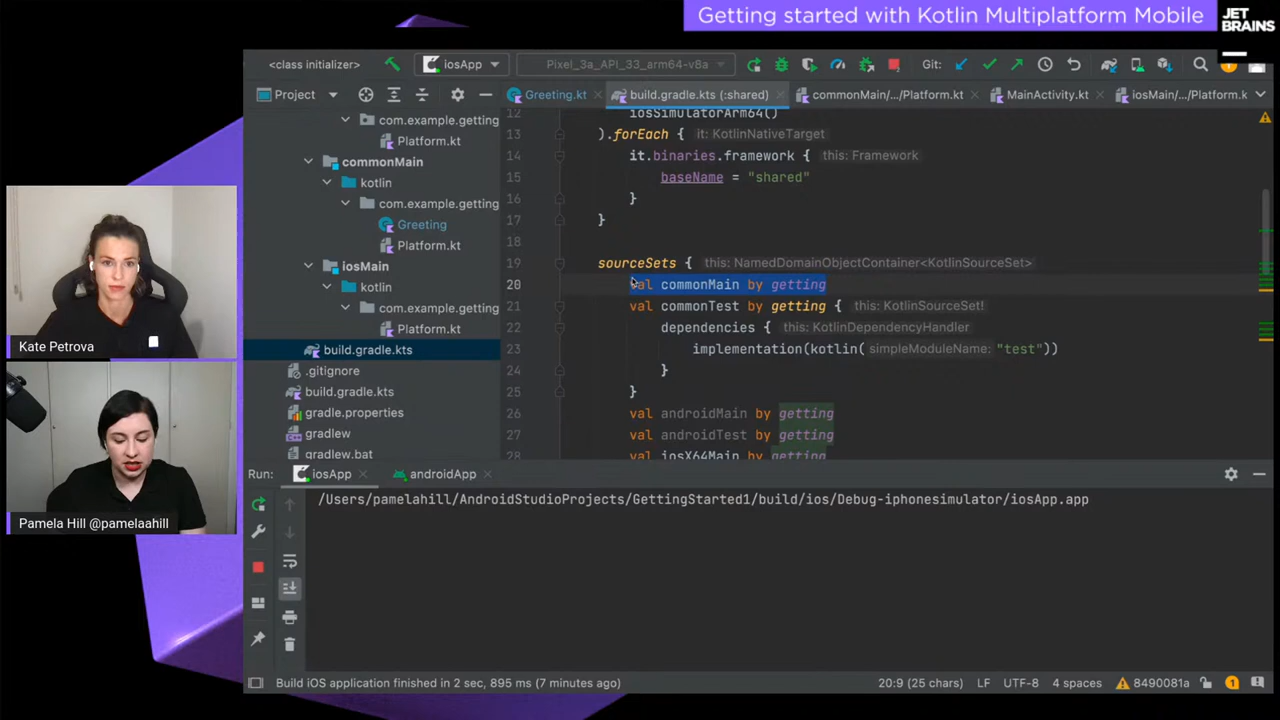 Getting started with Kotlin Multiplatform Mobile
JET
BRAINS
<class initializer>
iosApp
Pixel_3a_API_33_arm64-v8a
Git:
Project
Greeting.kt
build.gradle.kts (:shared)
commonMain/.../Platform.kt
MainActivity.kt
iosMain/.../Platform.k
com.example.getting
Platform.kt
commonMain
kotlin
com.example.getting
Greeting
Platform.kt
iosMain
kotlin
com.example.getting
Platform.kt
build.gradle.kts
.gitignore
build.gradle.kts
gradle.properties
gradlew
gradlew.bat
12 iosSimulatorArm64()
13 ).forEach { it: KotlinNativeTarget
14 it.binaries.framework { this: Framework
15 baseName = "shared"
16 }
17 }
18
19 sourceSets { this: NamedDomainObjectContainer<KotlinSourceSet>
20 val commonMain by getting
21 val commonTest by getting { this: KotlinSourceSet!
22 dependencies { this: KotlinDependencyHandler
23 implementation(kotlin( simpleModuleName: "test"))
24 }
25 }
26 val androidMain by getting
27 val androidTest by getting
28 val iosX64Main by getting
Kate Petrova
Pamela Hill @pamelaahill
Run: iosApp androidApp
/Users/pamelahill/AndroidStudioProjects/GettingStarted1/build/ios/Debug-iphonesimulator/iosApp.app
Build iOS application finished in 2 sec, 895 ms (7 minutes ago)
20:9 (25 chars) LF UTF-8 4 spaces 8490081a 1